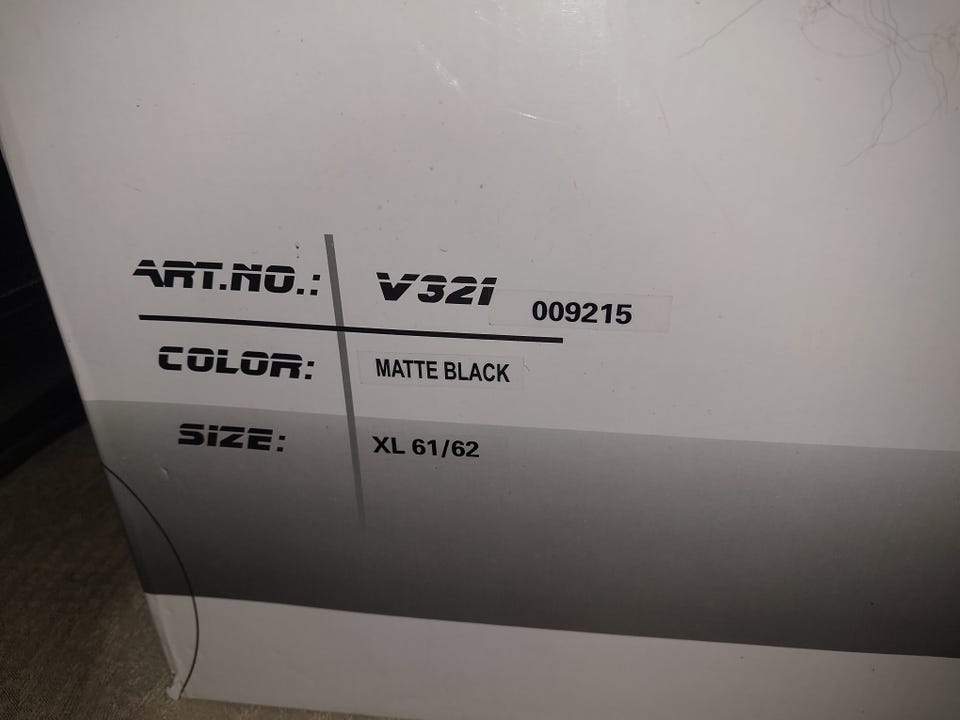 ART.NO.: V321 009215
COLOR: MATTE BLACK
SIZE: XL 61/62